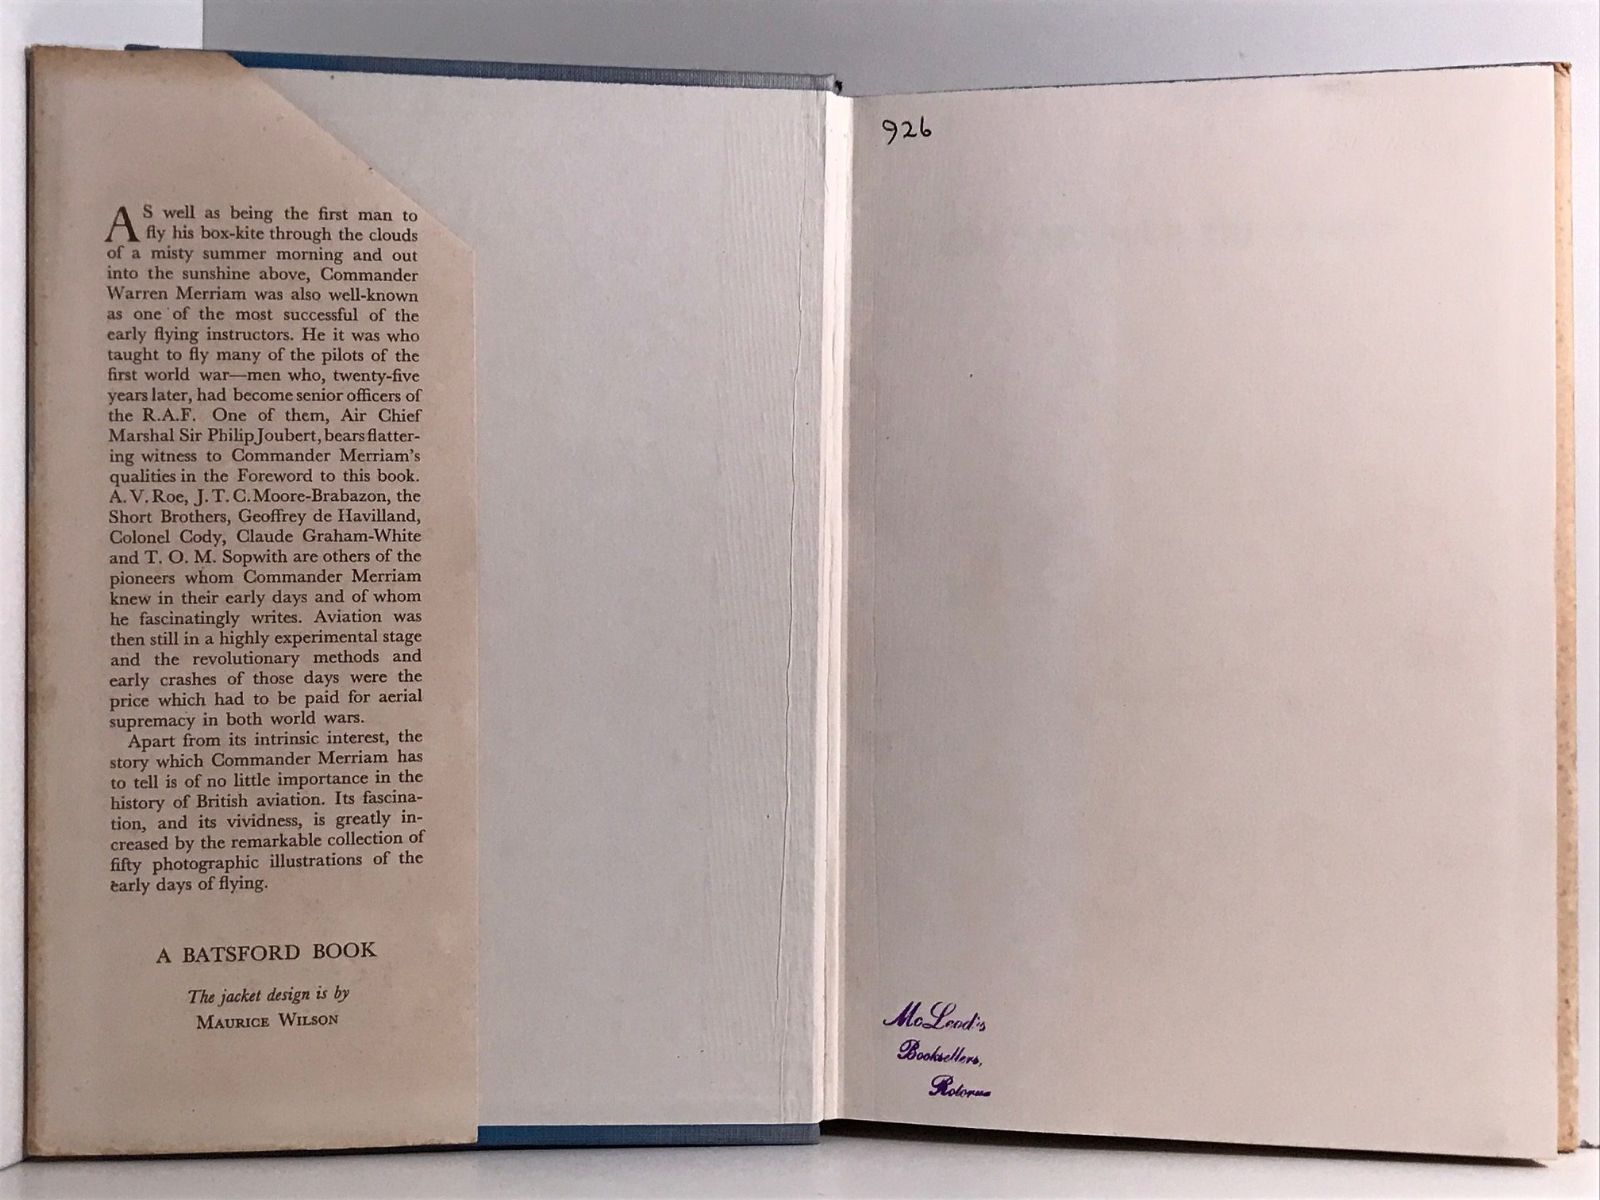 AS well as being the first man to
fly his box-kite through the clouds
of a misty summer morning and out
into the sunshine above, Commander
Warren Merriam was also well-known
as one of the most successful of the
early flying instructors. He it was who
taught to fly many of the pilots of the
first world war—men who, twenty-five
years later, had become senior officers of
the R.A.F. One of them, Air Chief
Marshal Sir Philip Joubert, bears flatter-
ing witness to Commander Merriam's
qualities in the Foreword to this book.
A. V. Roe, J. T. C. Moore-Brabazon, the
Short Brothers, Geoffrey de Havilland,
Colonel Cody, Claude Graham-White
and T. O. M. Sopwith are others of the
pioneers whom Commander Merriam
knew in their early days and of whom
he fascinatingly writes. Aviation was
then still in a highly experimental stage
and the revolutionary methods and
early crashes of those days were the
price which had to be paid for aerial
supremacy in both world wars.
Apart from its intrinsic interest, the
story which Commander Merriam has
to tell is of no little importance in the
history of British aviation. Its fascina-
tion, and its vividness, is greatly in-
creased by the remarkable collection of
fifty photographic illustrations of the
early days of flying.
A BATSFORD BOOK
The jacket design is by
MAURICE WILSON
926
McLeod's
Booksellers,
Rotorua